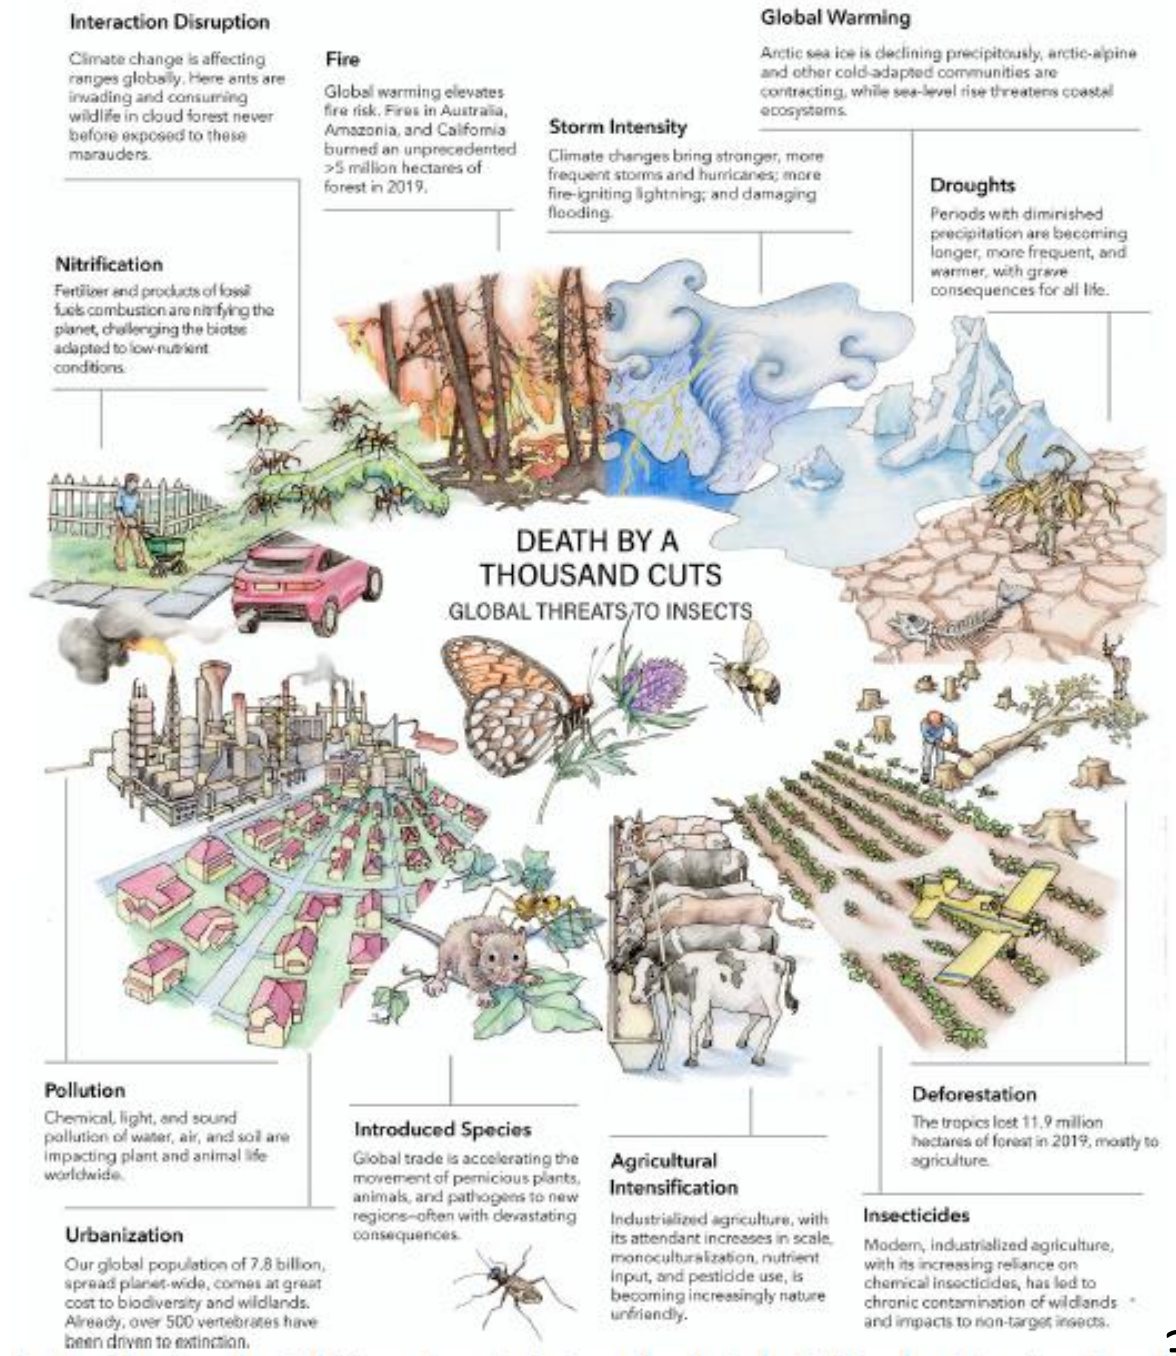 Interaction Disruption
Climate change is affecting
ranges globally. Here ants are
invading and consuming
wildlife in cloud forest never
before exposed to these
marauders.
Fire
Global warming elevates
fire risk. Fires in Australia,
Amazonia, and California
burned an unprecedented
>5 million hectares of
forest in 2019.
Storm Intensity
Climate changes bring stronger, more
frequent storms and hurricanes; more
fire-igniting lightning; and damaging
flooding.
Global Warming
Arctic sea ice is declining precipitously, arctic-alpine
and other cold-adapted communities are
contracting, while sea-level rise threatens coastal
ecosystems.
Droughts
Periods with diminished
precipitation are becoming
longer, more frequent, and
warmer, with grave
consequences for all life.
Nitrification
Fertilizer and products of fossil
fuels combustion are nitrifying the
planet, challenging the biotas
adapted to low-nutrient
conditions.
DEATH BY A
THOUSAND CUTS
GLOBAL THREATS TO INSECTS
Pollution
Chemical, light, and sound
pollution of water, air, and soil are
impacting plant and animal life
worldwide.
Urbanization
Our global population of 7.8 billion,
spread planet-wide, comes at great
cost to biodiversity and wildlands.
Already, over 500 vertebrates have
been driven to extinction.
Introduced Species
Global trade is accelerating the
movement of pernicious plants,
animals, and pathogens to new
regions—often with devastating
consequences.
Agricultural
Intensification
Industrialized agriculture, with
its attendant increases in scale,
monoculturalization, nutrient
input, and pesticide use, is
becoming increasingly nature
unfriendly.
Deforestation
The tropics lost 11.9 million
hectares of forest in 2019, mostly to
agriculture.
Insecticides
Modern, industrialized agriculture,
with its increasing reliance on
chemical insecticides, has led to
chronic contamination of wildlands
and impacts to non-target insects.